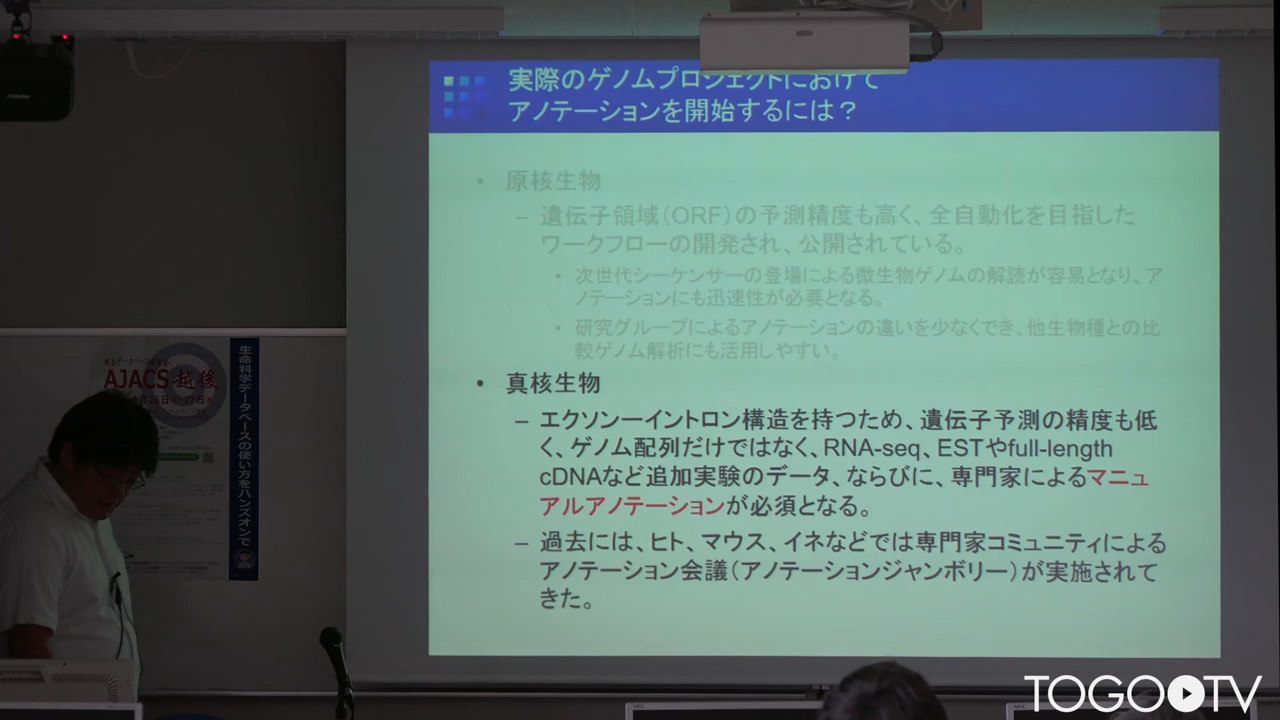 実際のゲノムプロジェクトにおけて
アノテーションを開始するには？
• 原核生物
– 遺伝子領域（ORF）の予測精度も高く、全自動化を目指した
ワークフローの開発され、公開されている。
• 次世代シーケンサーの登場による微生物ゲノムの解読が容易となり、ア
ノテーションにも迅速性が必要となる。
• 研究グループによるアノテーションの違いを少なくでき、他生物種との比
較ゲノム解析にも活用しやすい。
• 真核生物
– エクソンーイントロン構造を持つため、遺伝子予測の精度も低
く、ゲノム配列だけではなく、RNA-seq、ESTやfull-length
cDNAなど追加実験のデータ、ならびに、専門家によるマニュ
アルアノテーションが必須となる。
– 過去には、ヒト、マウス、イネなどでは専門家コミュニティによる
アノテーション会議（アノテーションジャンボリー）が実施されて
きた。
AJACS越後
生命科学データベースの使い方をハンズオンで
TOGOTV